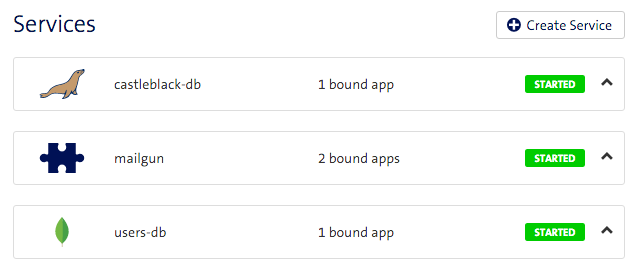 Services
Create Service
castleblack-db 1 bound app STARTED
mailgun 2 bound apps STARTED
users-db 1 bound app STARTED